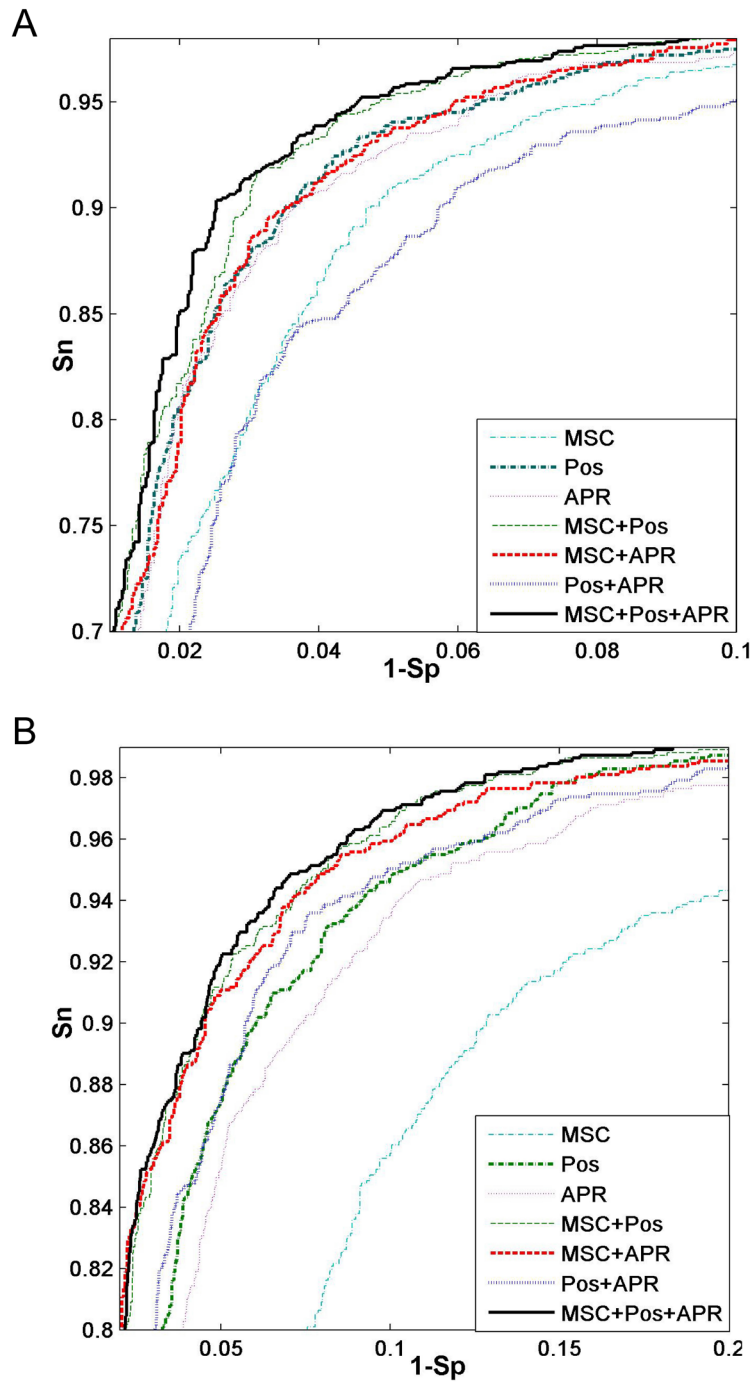 A
0.95
0.9
0.85
0.8
0.75
0.7
Sn
MSC
Pos
APR
MSC+Pos
MSC+APR
Pos+APR
MSC+Pos+APR
0.02
0.04
0.06
0.08
0.1
1-Sp
B
0.98
0.96
0.94
0.92
0.9
0.88
0.86
0.84
0.82
0.8
Sn
MSC
Pos
APR
MSC+Pos
MSC+APR
Pos+APR
MSC+Pos+APR
0.05
0.1
0.15
0.2
1-Sp